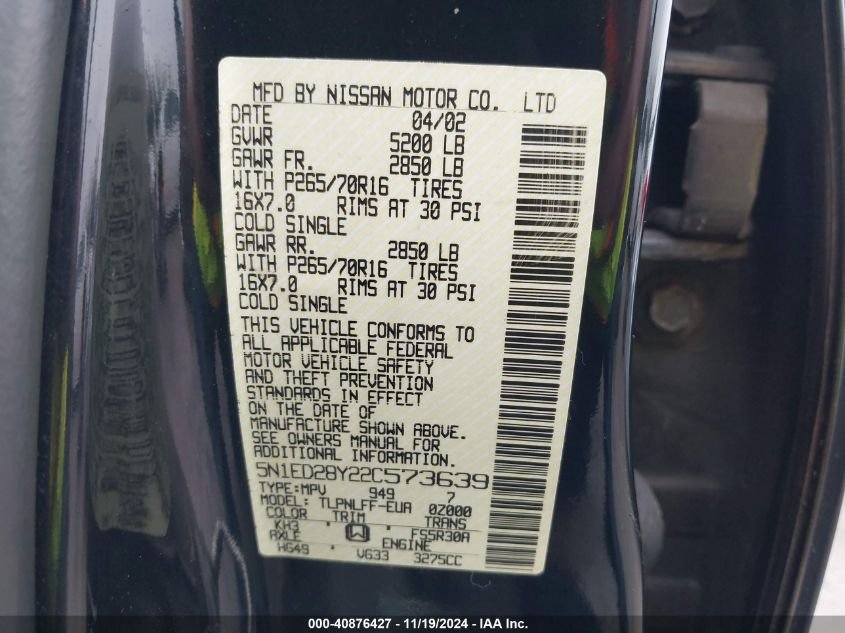 MFD BY NISSAN MOTOR CO. LTD
DATE 04/02
GVWR 5200 LB
GAWR FR. 2850 LB
WITH P265/70R16 TIRES
16X7.0 RIMS AT 30 PSI
COLD SINGLE
GAWR RR. 2850 LB
WITH P265/70R16 TIRES
16X7.0 RIMS AT 30 PSI
COLD SINGLE
THIS VEHICLE CONFORMS TO
ALL APPLICABLE FEDERAL
MOTOR VEHICLE SAFETY
AND THEFT PREVENTION
STANDARDS IN EFFECT
ON THE DATE OF
MANUFACTURE SHOWN ABOVE.
SEE OWNERS MANUAL FOR
ADDITIONAL INFORMATION.
5N1ED28Y22C573639
TYPE:MPV 949 7
MODEL: TLPNLFF-EUA 0Z000
COLOR TRIM TRANS
KH3 W FS5R30A
AXLE ENGINE
HG49 VG33 3275CC
000-40876427 - 11/19/2024 - IAA Inc.